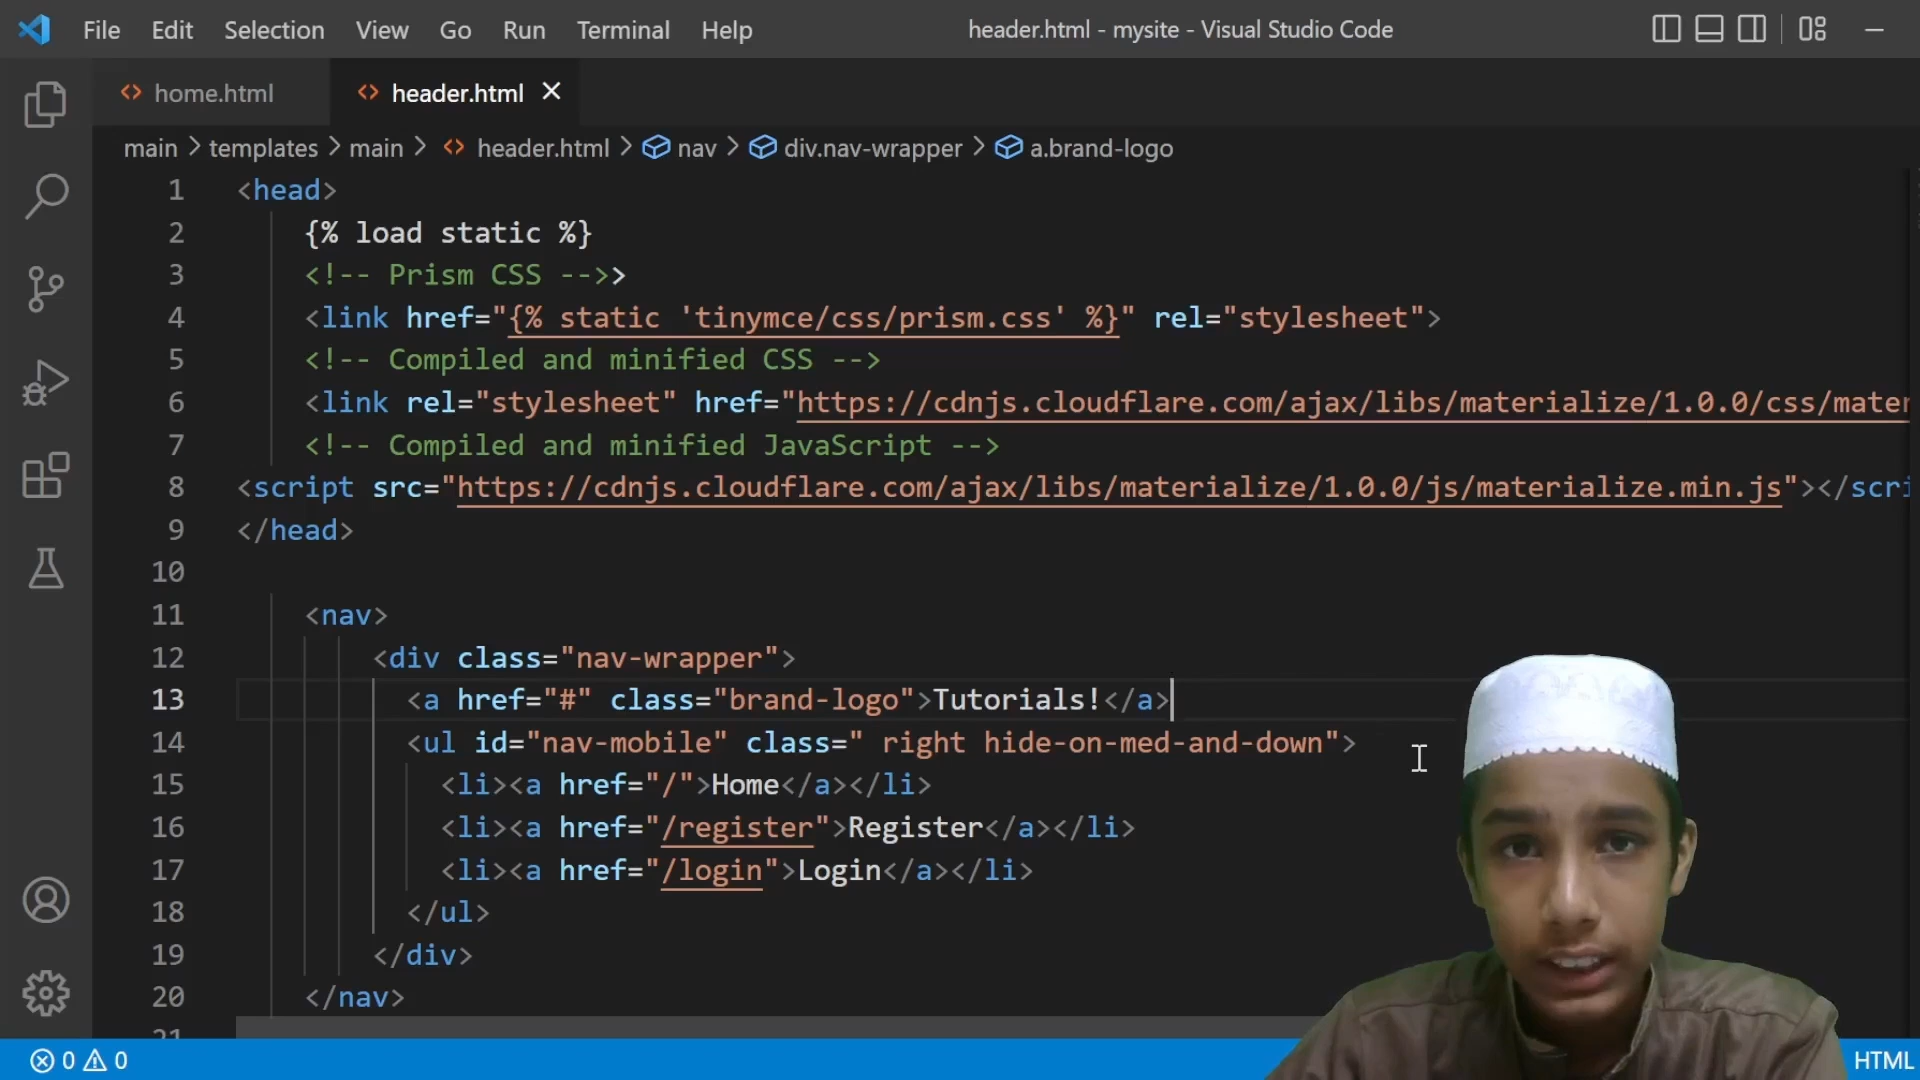 File Edit Selection View Go Run Terminal Help header.html - mysite - Visual Studio Code
home.html header.html
main > templates > main > header.html > nav > div.nav-wrapper > a.brand-logo
1 <head>
2 {% load static %}
3 <!-- Prism CSS -->>
4 <link href="{% static 'tinymce/css/prism.css' %}" rel="stylesheet">
5 <!-- Compiled and minified CSS -->
6 <link rel="stylesheet" href="https://cdnjs.cloudflare.com/ajax/libs/materialize/1.0.0/css/mater
7 <!-- Compiled and minified JavaScript -->
8 <script src="https://cdnjs.cloudflare.com/ajax/libs/materialize/1.0.0/js/materialize.min.js"></scri
9 </head>
10
11 <nav>
12 <div class="nav-wrapper">
13 <a href="#" class="brand-logo">Tutorials!</a>
14 <ul id="nav-mobile" class=" right hide-on-med-and-down">
15 <li><a href="/">Home</a></li>
16 <li><a href="/register">Register</a></li>
17 <li><a href="/login">Login</a></li>
18 </ul>
19 </div>
20 </nav>
21
0 0 HTML